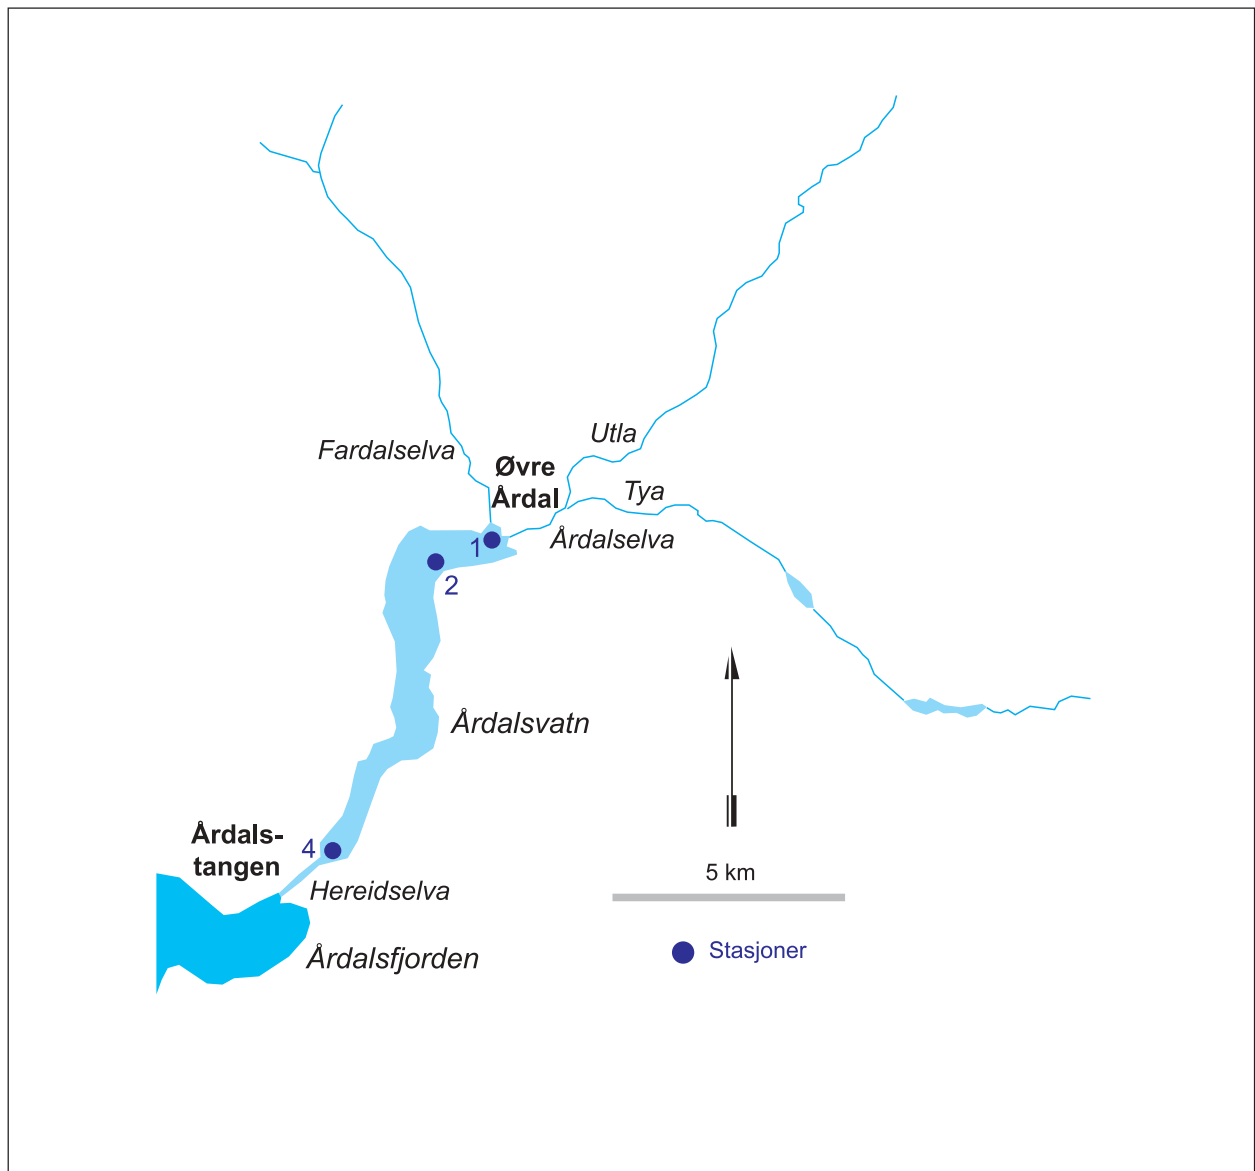 Utla
Fardalselva
Øvre
Årdal
Tya
1
Årdalselva
2
Årdalsvatn
Årdals-
tangen
4
Hereidselva
5 km
Årdalsfjorden
Stasjoner